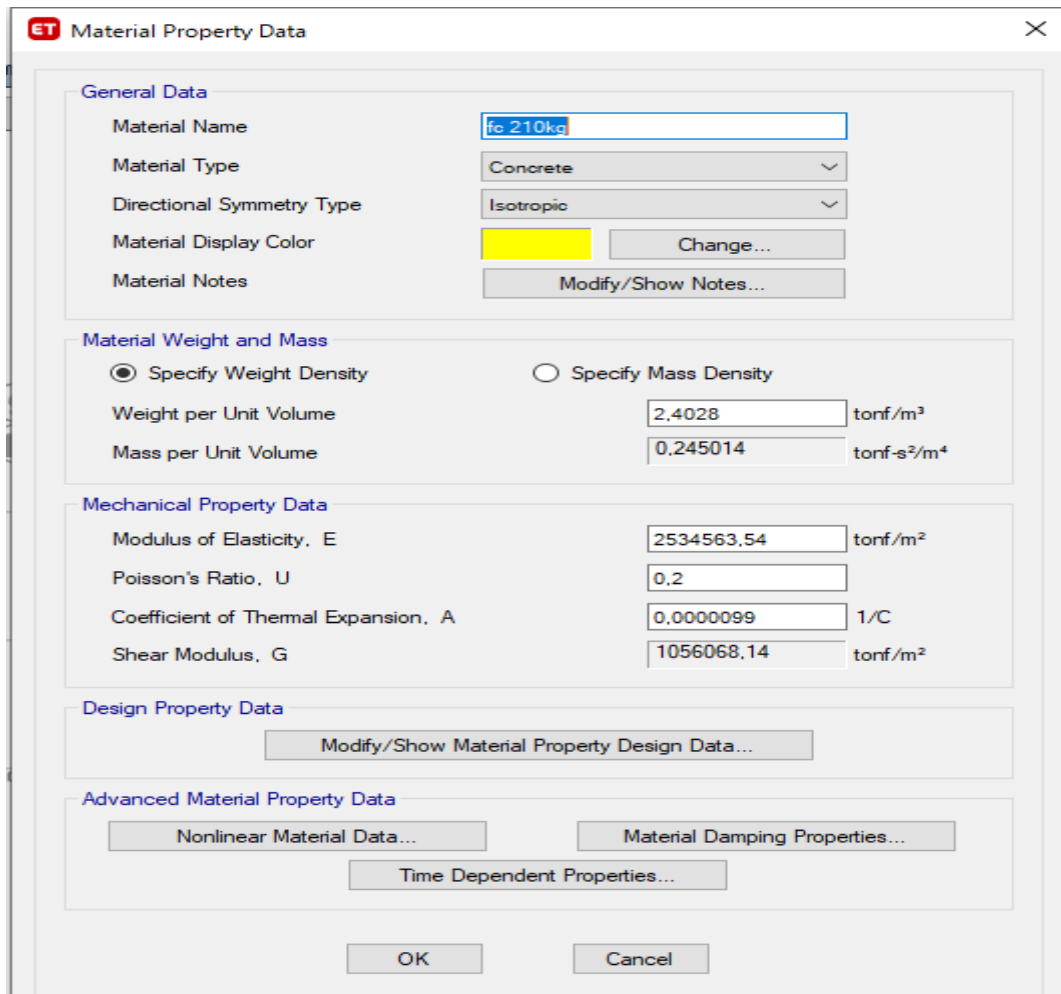 ET Material Property Data
General Data
Material Name fc 210kg
Material Type Concrete
Directional Symmetry Type Isotropic
Material Display Color Change...
Material Notes Modify/Show Notes...
Material Weight and Mass
Specify Weight Density Specify Mass Density
Weight per Unit Volume 2,4028 tonf/m³
Mass per Unit Volume 0,245014 tonf-s²/m⁴
Mechanical Property Data
Modulus of Elasticity, E 2534563,54 tonf/m²
Poisson's Ratio, U 0,2
Coefficient of Thermal Expansion, A 0,0000099 1/C
Shear Modulus, G 1056068,14 tonf/m²
Design Property Data
Modify/Show Material Property Design Data...
Advanced Material Property Data
Nonlinear Material Data... Material Damping Properties...
Time Dependent Properties...
OK Cancel